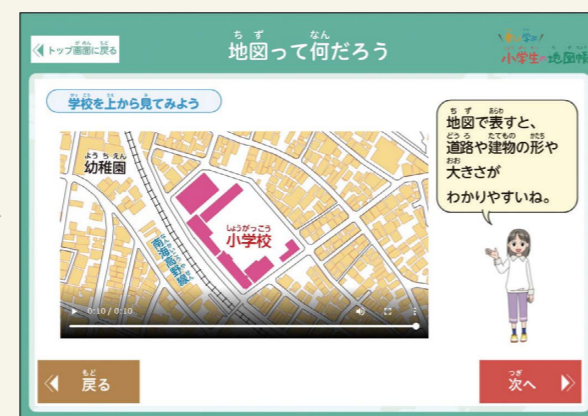 トップ画面に戻る
地図って何だろう
小学生の地図帳
学校を上から見てみよう
幼稚園
小学校
南海高野線
0:10 / 0:10
地図で表すと、
道路や建物の形や
大きさが
わかりやすいね。
戻る
次へ